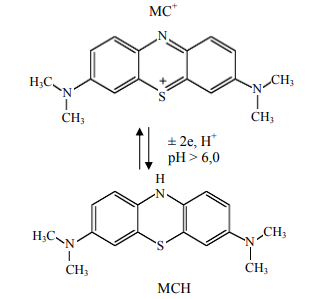 MC⁺
N
+
S
H₃C
N
CH₃
N
CH₃
CH₃
± 2e, H⁺
pH > 6,0
H
N
S
H₃C
N
CH₃
N
CH₃
CH₃
MCH